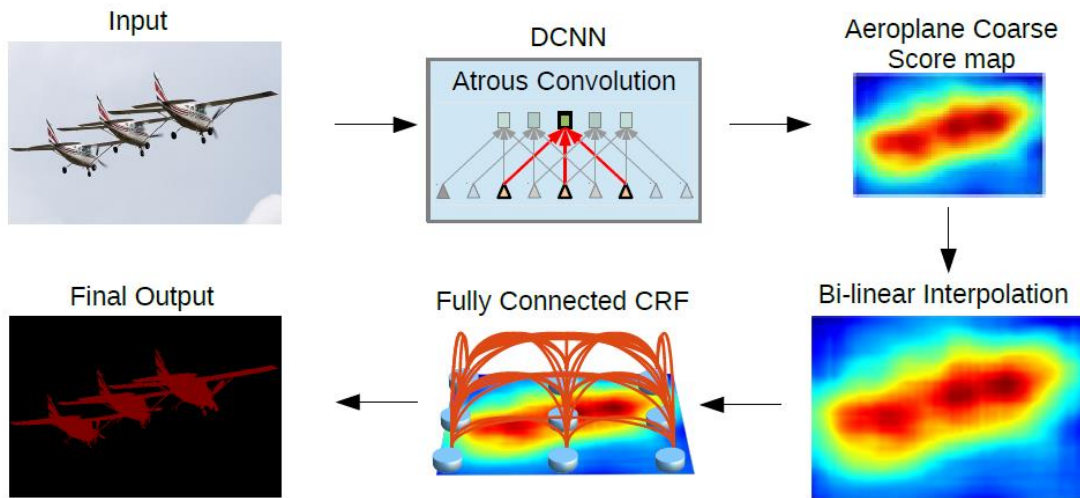 Input
DCNN
Atrous Convolution
Aeroplane Coarse
Score map
Final Output
Fully Connected CRF
Bi-linear Interpolation